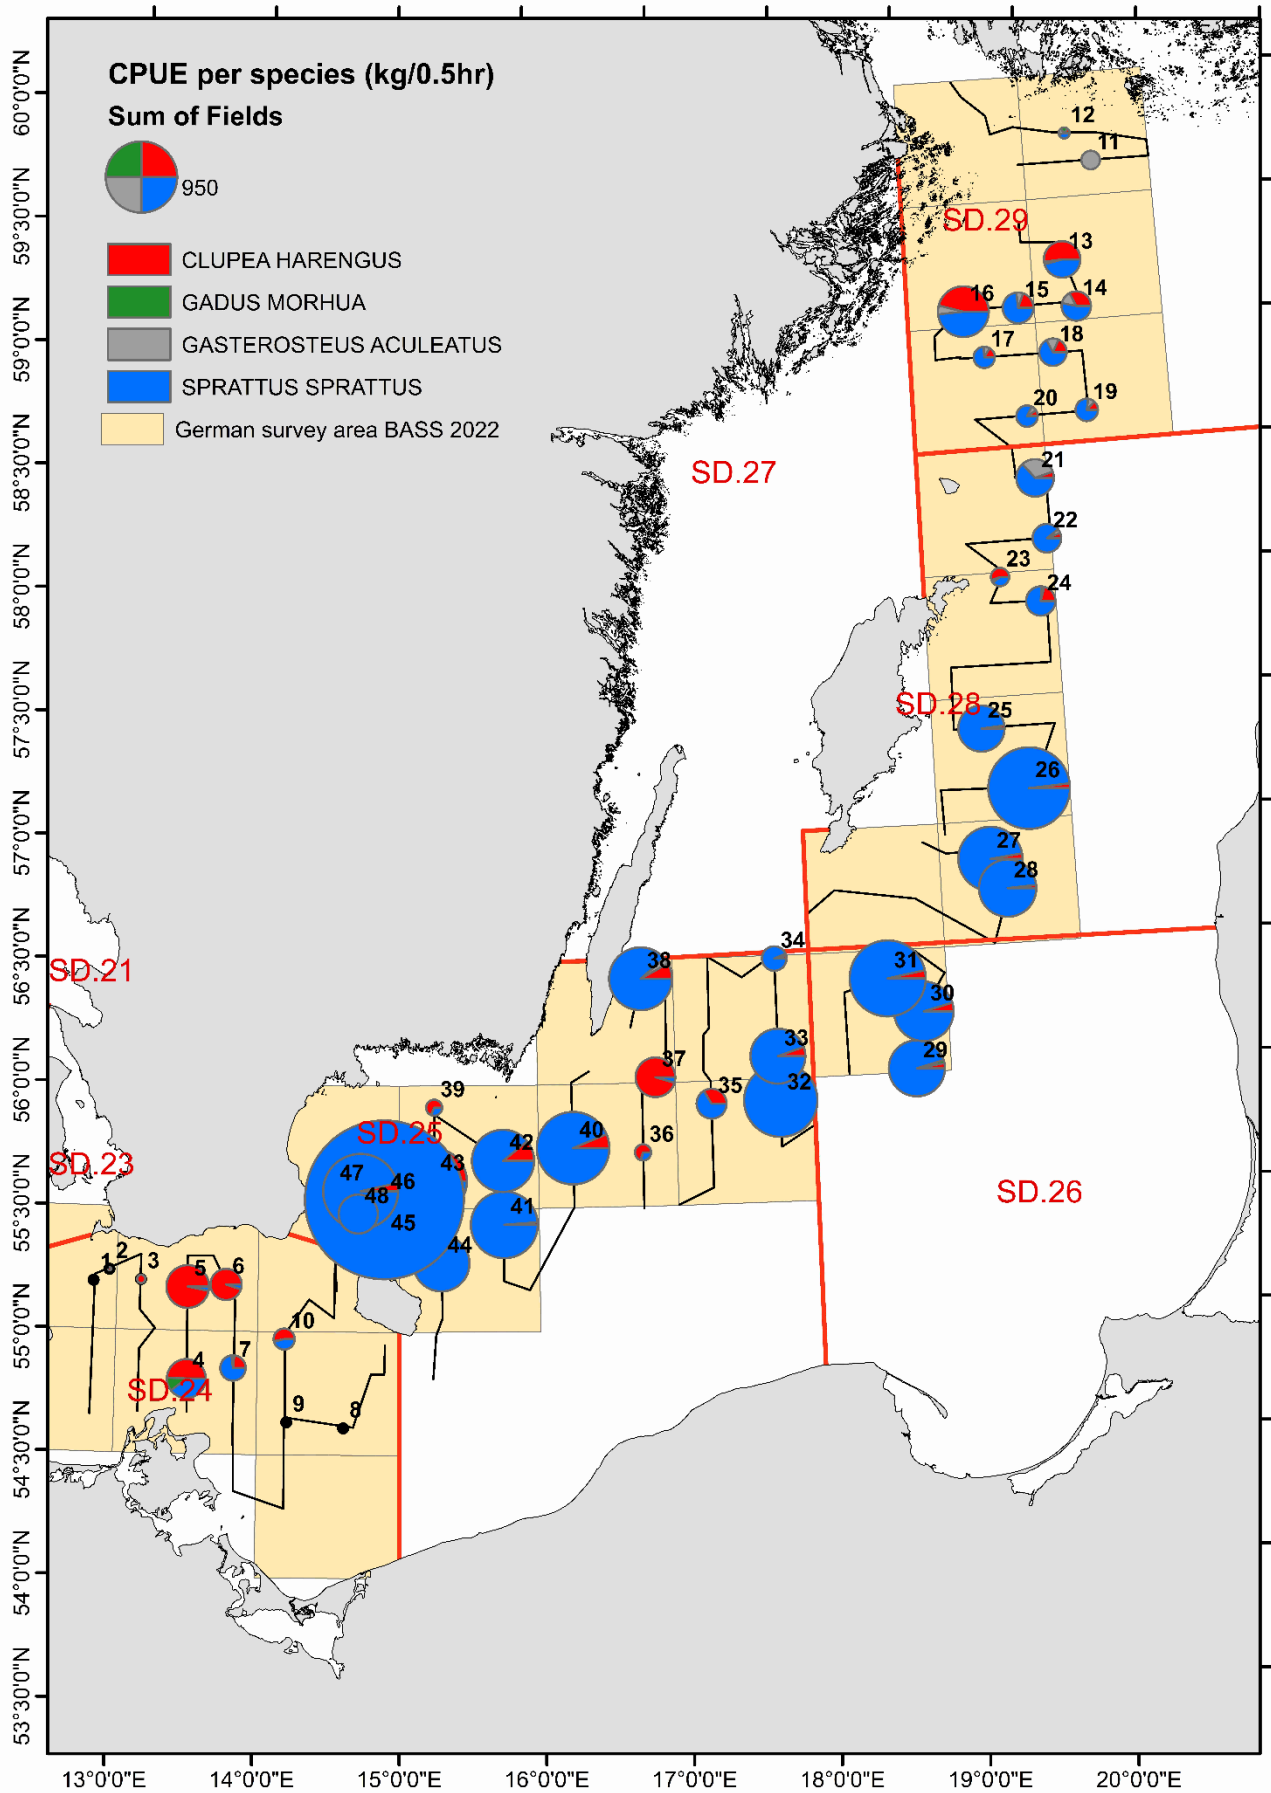 CPUE per species (kg/0.5hr)
Sum of Fields
950
CLUPEA HARENGUS
GADUS MORHUA
GASTEROSTEUS ACULEATUS
SPRATTUS SPRATTUS
German survey area BASS 2022
60°0'0"N
59°30'0"N
59°0'0"N
58°30'0"N
58°0'0"N
57°30'0"N
57°0'0"N
56°30'0"N
56°0'0"N
55°30'0"N
55°0'0"N
54°30'0"N
54°0'0"N
53°30'0"N
12
11
SD.29
13
16
15
14
17
18
20
19
SD.27
21
22
23
24
SD.28
25
26
27
28
34
SD.21
38
31
30
33
29
37
32
39
35
SD.25
36
40
42
SD.23
47
46
43
48
45
41
44
SD.26
1
2
3
5
6
10
4
7
SD.24
9
8
13°0'0"E
14°0'0"E
15°0'0"E
16°0'0"E
17°0'0"E
18°0'0"E
19°0'0"E
20°0'0"E